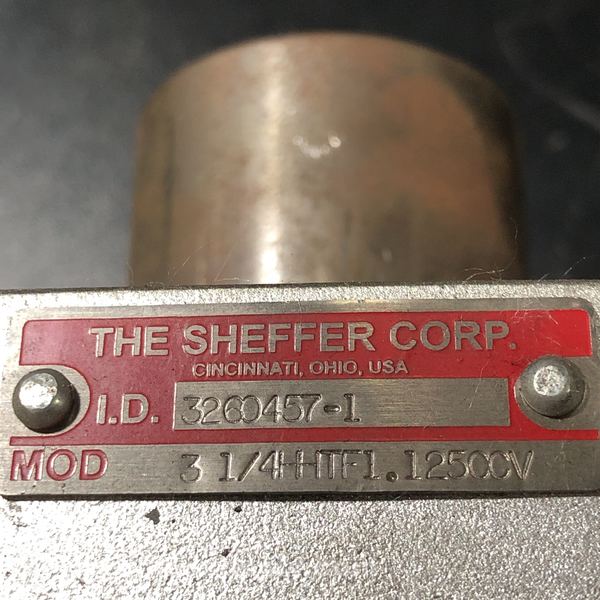 THE SHEFFER CORP.
CINCINNATI, OHIO, USA
I.D. 3260457-1
MOD 3 1/4HHTF1.1250CV